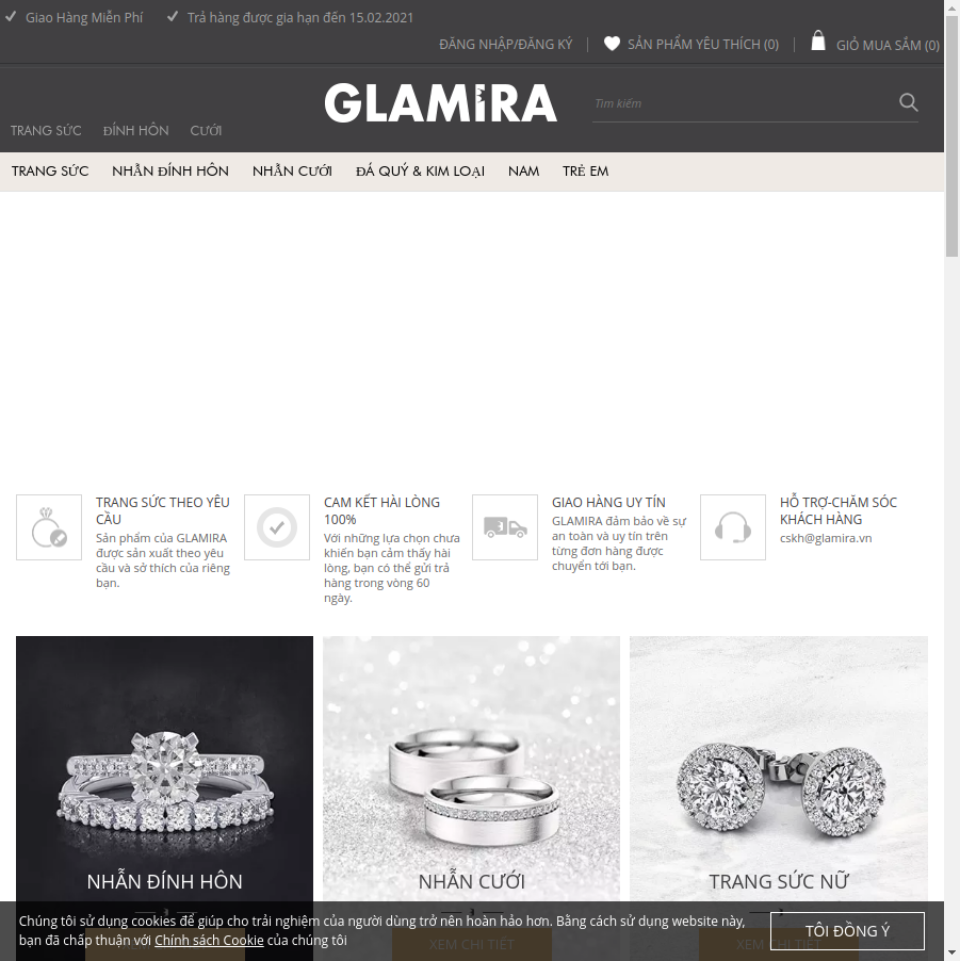 Giao Hàng Miễn Phí
Trả hàng được gia hạn đến 15.02.2021
ĐĂNG NHẬP/ĐĂNG KÝ
SẢN PHẨM YÊU THÍCH (0)
GIỎ MUA SẮM (0)
GLAMIRA
Tìm kiếm
TRANG SỨC ĐÍNH HÔN CƯỚI
TRANG SỨC NHẪN ĐÍNH HÔN NHẪN CƯỚI ĐÁ QUÝ & KIM LOẠI NAM TRẺ EM
TRANG SỨC THEO YÊU
CẦU
Sản phẩm của GLAMIRA
được sản xuất theo yêu
cầu và sở thích của riêng
bạn.
CAM KẾT HÀI LÒNG
100%
Với những lựa chọn chưa
khiến bạn cảm thấy hài
lòng, bạn có thể gửi trả
hàng trong vòng 60
ngày.
GIAO HÀNG UY TÍN
GLAMIRA đảm bảo về sự
an toàn và uy tín trên
từng đơn hàng được
chuyển tới bạn.
HỖ TRỢ-CHĂM SÓC
KHÁCH HÀNG
cskh@glamira.vn
NHẪN ĐÍNH HÔN
NHẪN CƯỚI
TRANG SỨC NỮ
XEM CHI TIẾT
XEM CHI TIẾT
Chúng tôi sử dụng cookies để giúp cho trải nghiệm của người dùng trở nên hoàn hảo hơn. Bằng cách sử dụng website này,
bạn đã chấp thuận với Chính sách Cookie của chúng tôi
TÔI ĐỒNG Ý